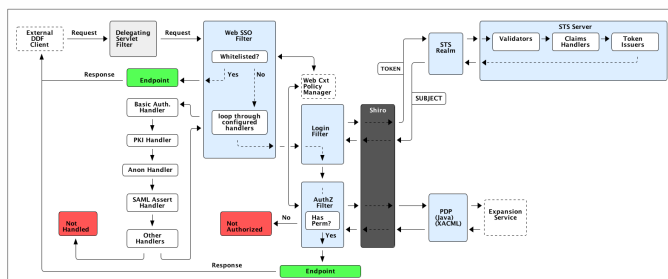 External
DDF
Client
Request
Delegating
Servlet
Filter
Request
Web SSO
Filter
Whitelisted?
Yes
No
loop through
configured
handlers
Response
Endpoint
Basic Auth.
Handler
PKI Handler
Anon Handler
SAML Assert
Handler
Other
Handlers
Not
Handled
Web Cxt
Policy
Manager
Login
Filter
AuthZ
Filter
Has
Perm?
No
Yes
Not
Authorized
Response
Endpoint
Shiro
TOKEN
SUBJECT
STS
Realm
STS Server
Validators
Claims
Handlers
Token
Issuers
PDP
(Java)
(XACML)
Expansion
Service